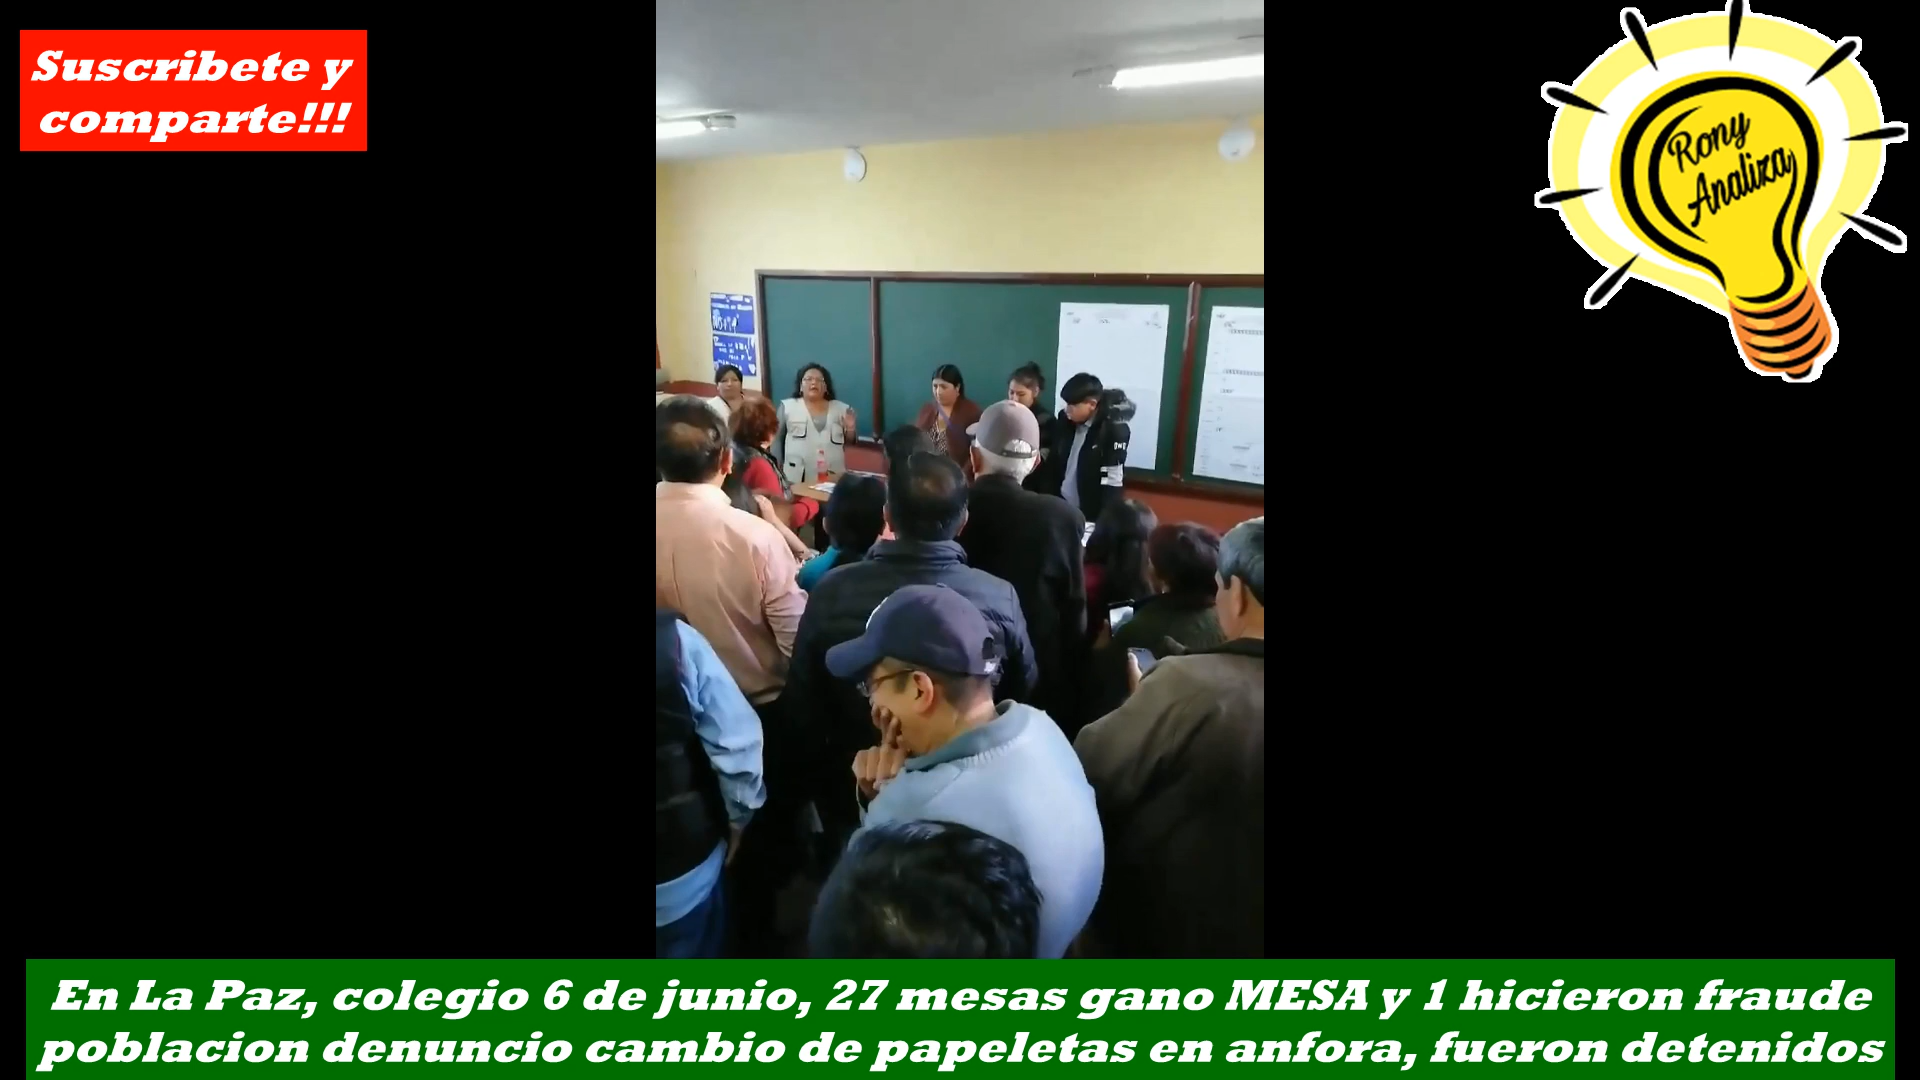 Suscribete y
comparte!!!
Rony
Analiza
En La Paz, colegio 6 de junio, 27 mesas gano MESA y 1 hicieron fraude
poblacion denuncio cambio de papeletas en anfora, fueron detenidos